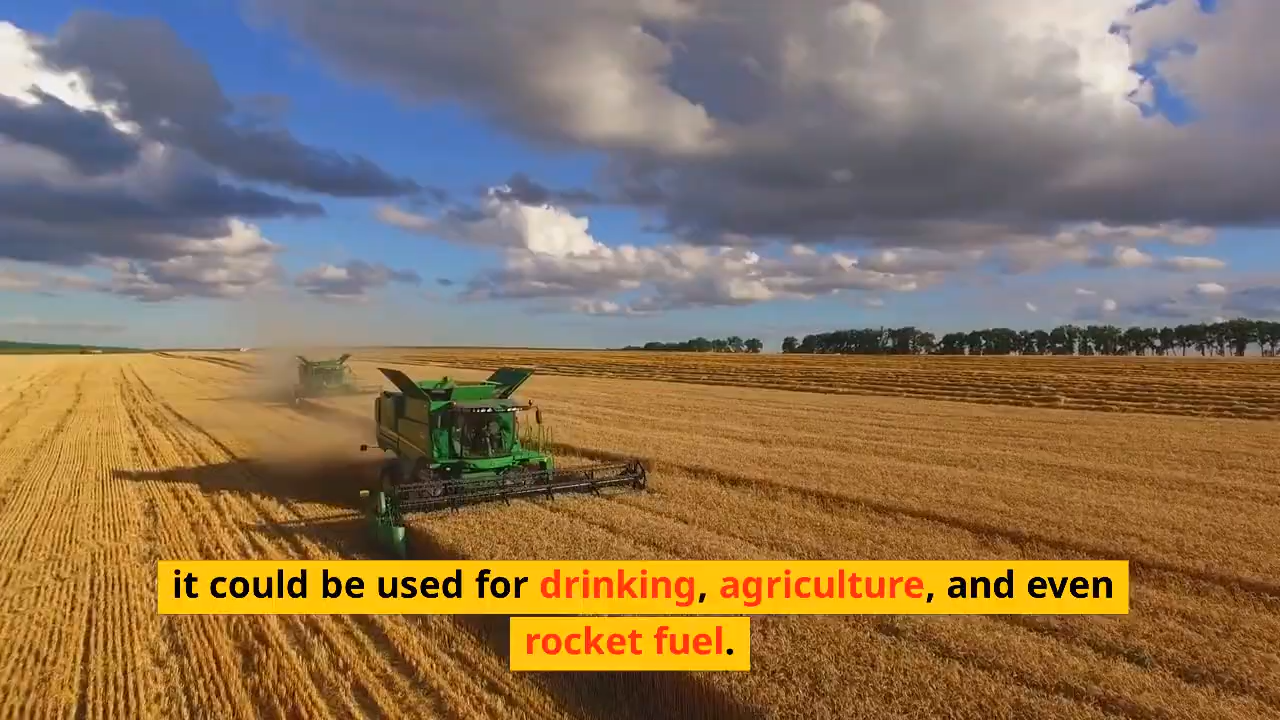 it could be used for drinking, agriculture, and even
rocket fuel.